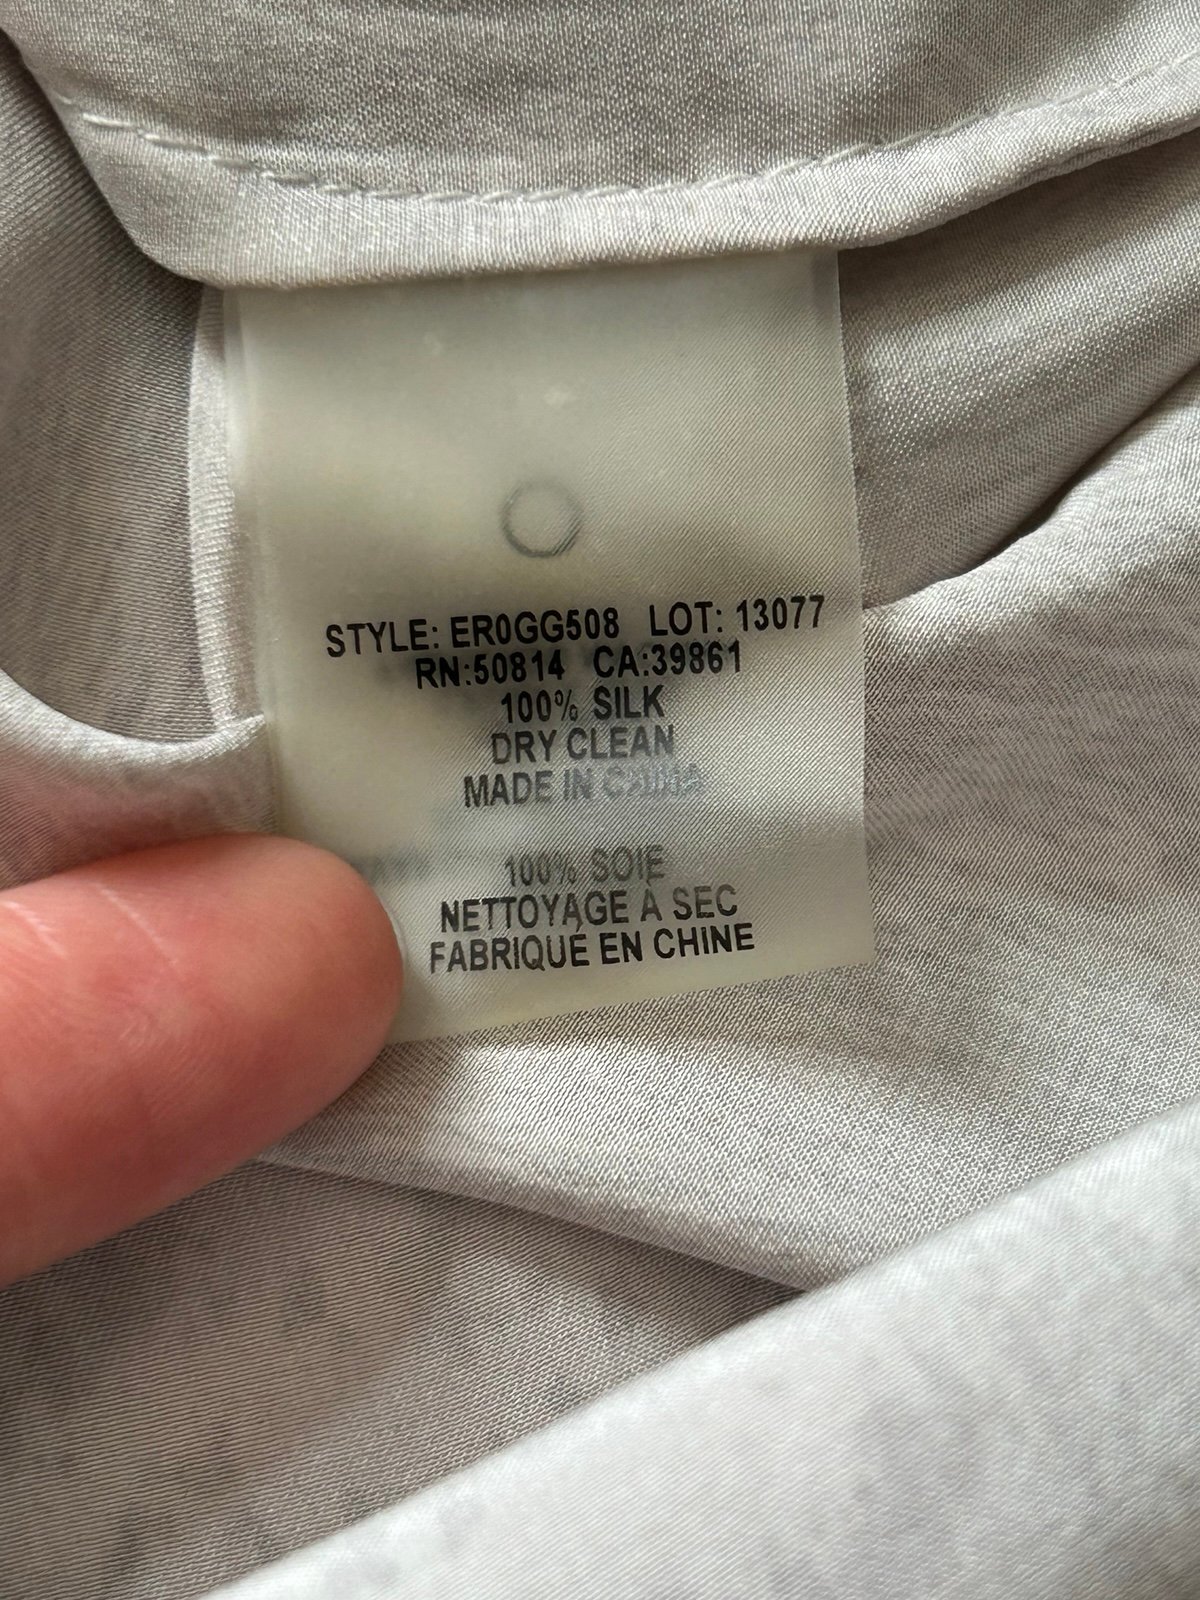 STYLE: ER0GG508 LOT: 13077
RN:50814 CA:39861
100% SILK
DRY CLEAN
MADE IN CHINA
100% SOIE
NETTOYAGE À SEC
FABRIQUÉ EN CHINE